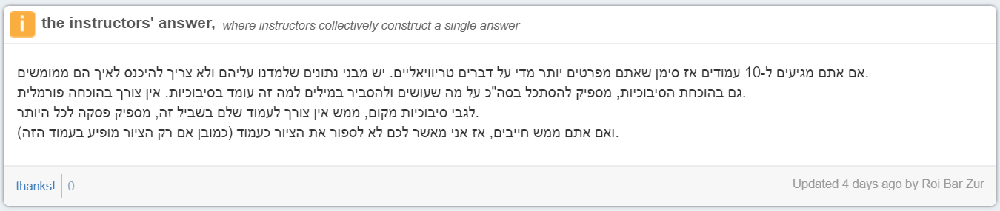 the instructors' answer, where instructors collectively construct a single answer
אם אתם מגיעים ל-10 עמודים אז סימן שאתם מפרטים יותר מדי על דברים טריוויאליים. יש מבני נתונים שלמדנו עליהם ולא צריך להיכנס לאיך הם ממומשים.
גם בהוכחת הסיבוכיות, מספיק להסתכל בסה"כ על מה שעושים ולהסביר במילים למה זה עומד בסיבוכיות. אין צורך בהוכחה פורמלית.
לגבי סיבוכיות מקום, ממש אין צורך לעמוד שלם בשביל זה, מספיק פסקה לכל היותר.
ואם אתם ממש חייבים, אז אני מאשר לכם לא לספור את הציור כעמוד (כמובן אם רק הציור מופיע בעמוד הזה).
thanks! 0
Updated 4 days ago by Roi Bar Zur